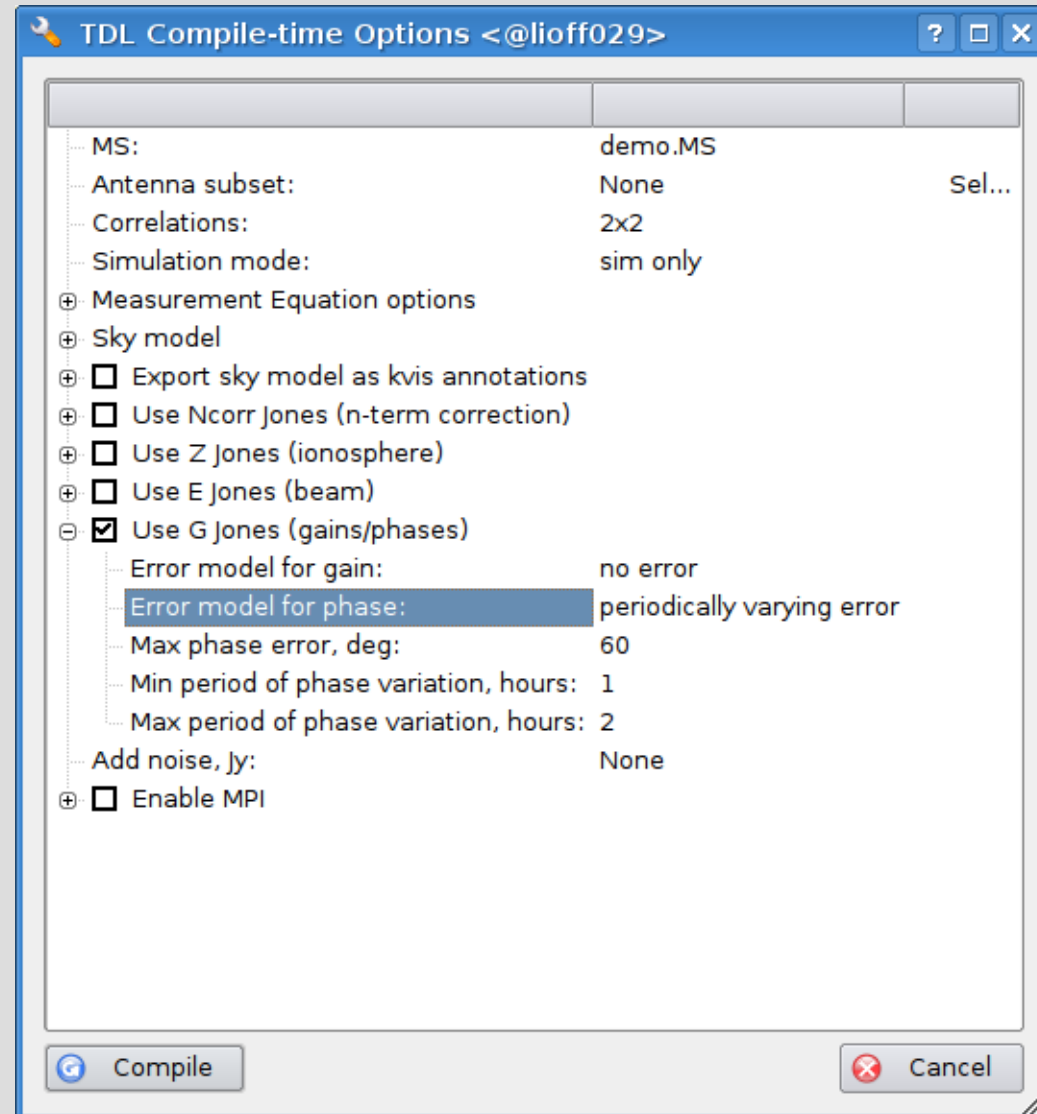 TDL Compile-time Options <@lioff029>
MS: demo.MS
Antenna subset: None Sel...
Correlations: 2x2
Simulation mode: sim only
Measurement Equation options
Sky model
Export sky model as kvis annotations
Use Ncorr Jones (n-term correction)
Use Z Jones (ionosphere)
Use E Jones (beam)
Use G Jones (gains/phases)
Error model for gain: no error
Error model for phase: periodically varying error
Max phase error, deg: 60
Min period of phase variation, hours: 1
Max period of phase variation, hours: 2
Add noise, Jy: None
Enable MPI
Compile Cancel